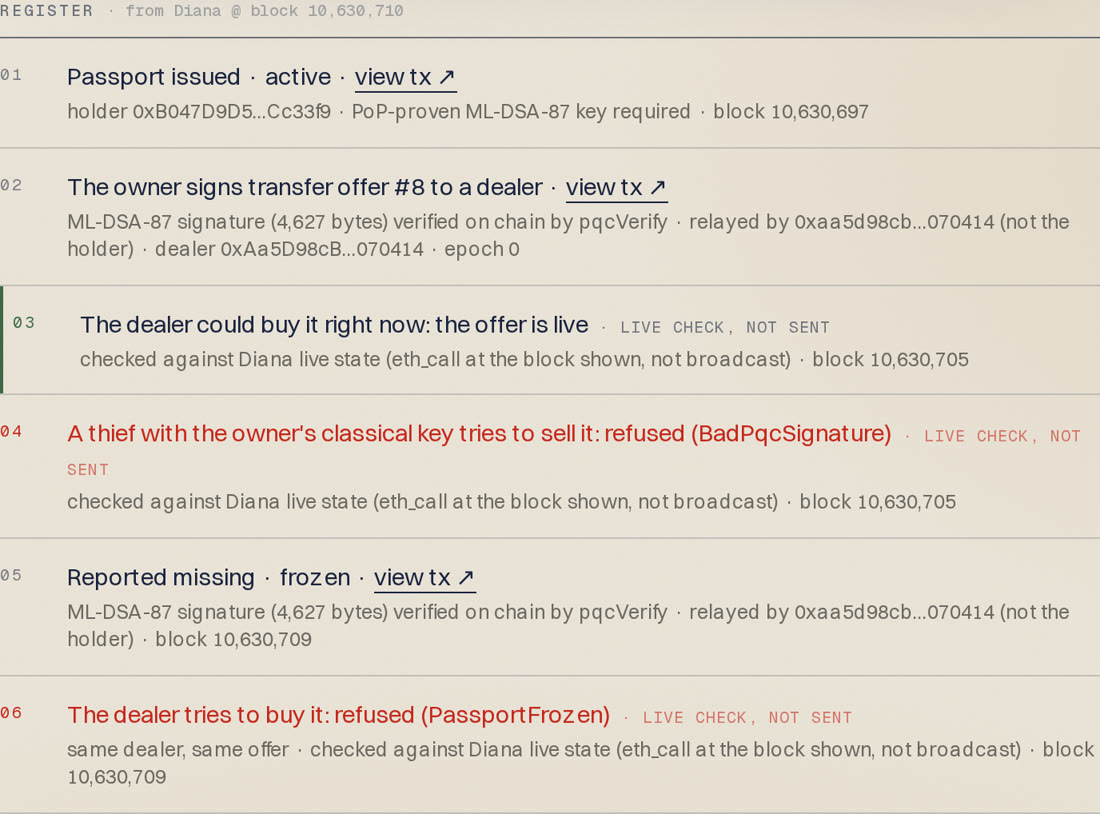 REGISTER · from Diana @ block 10,630,710
01
Passport issued · active · view tx ↗
holder 0xB047D9D5...Cc33f9 · PoP-proven ML-DSA-87 key required · block 10,630,697
02
The owner signs transfer offer #8 to a dealer · view tx ↗
ML-DSA-87 signature (4,627 bytes) verified on chain by pqcVerify · relayed by 0xaa5d98cb...070414 (not the
holder) · dealer 0xAa5D98cB...070414 · epoch 0
03
The dealer could buy it right now: the offer is live · LIVE CHECK, NOT SENT
checked against Diana live state (eth_call at the block shown, not broadcast) · block 10,630,705
04
A thief with the owner's classical key tries to sell it: refused (BadPqcSignature) · LIVE CHECK, NOT
SENT
checked against Diana live state (eth_call at the block shown, not broadcast) · block 10,630,705
05
Reported missing · frozen · view tx ↗
ML-DSA-87 signature (4,627 bytes) verified on chain by pqcVerify · relayed by 0xaa5d98cb...070414 (not the
holder) · block 10,630,709
06
The dealer tries to buy it: refused (PassportFrozen) · LIVE CHECK, NOT SENT
same dealer, same offer · checked against Diana live state (eth_call at the block shown, not broadcast) · block
10,630,709